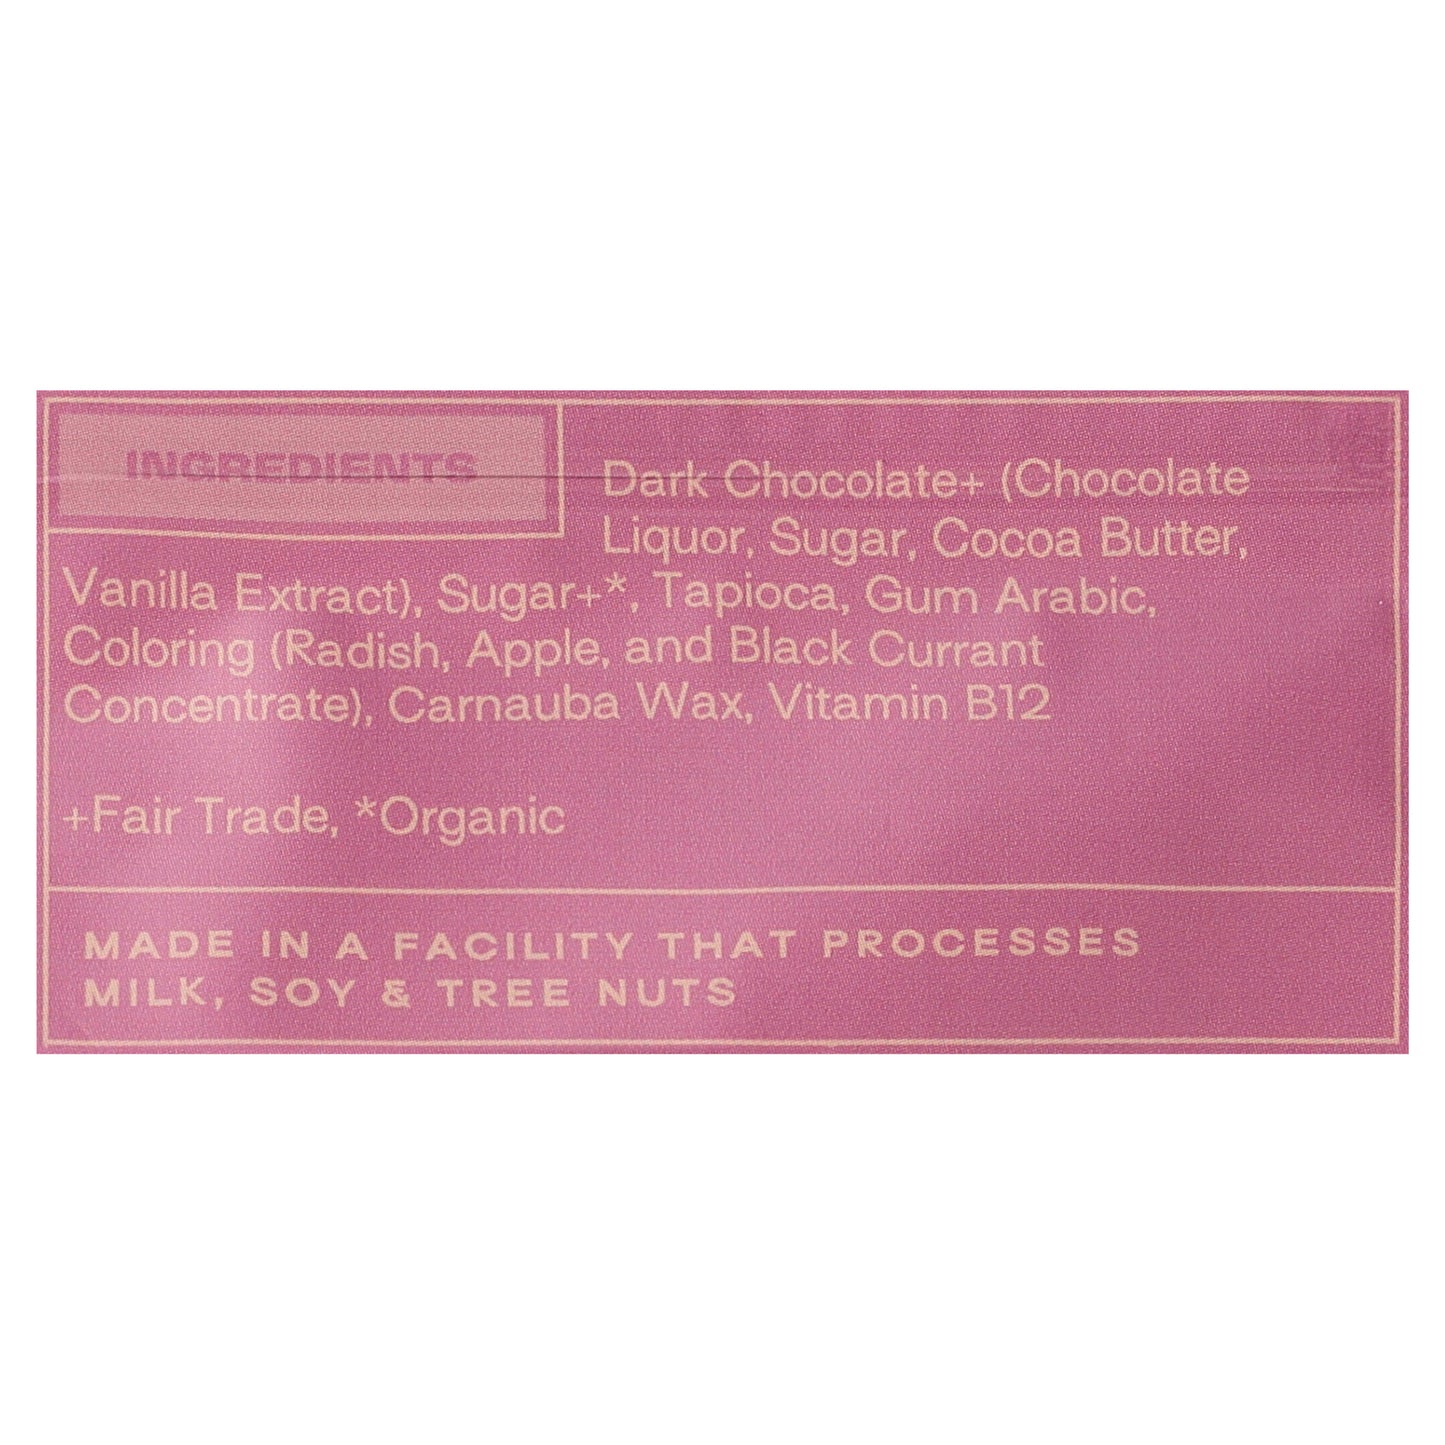 INGREDIENTS
Dark Chocolate+ (Chocolate
Liquor, Sugar, Cocoa Butter,
Vanilla Extract), Sugar+*, Tapioca, Gum Arabic,
Coloring (Radish, Apple, and Black Currant
Concentrate), Carnauba Wax, Vitamin B12
+Fair Trade, *Organic
MADE IN A FACILITY THAT PROCESSES
MILK, SOY & TREE NUTS